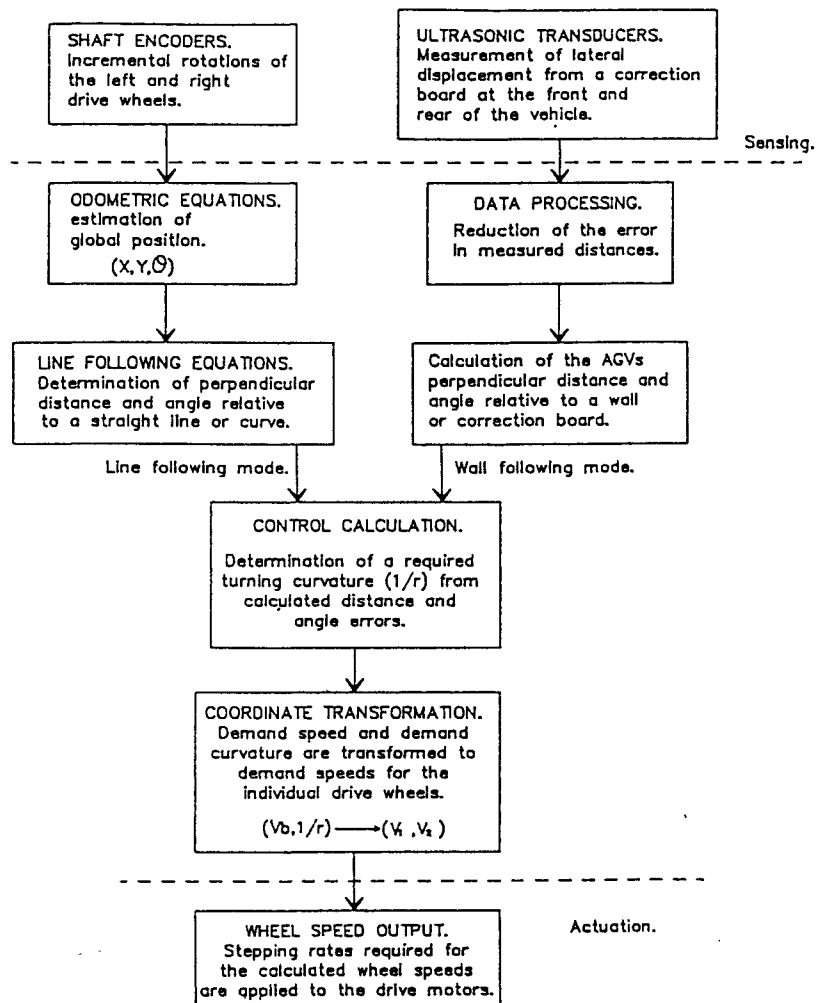 SHAFT ENCODERS.
Incremental rotations of
the left and right
drive wheels.
ULTRASONIC TRANSDUCERS.
Measurement of lateral
displacement from a correction
board at the front and
rear of the vehicle.
Sensing.
ODOMETRIC EQUATIONS.
estimation of
global position.
(X,Y,Θ)
DATA PROCESSING.
Reduction of the error
in measured distances.
LINE FOLLOWING EQUATIONS.
Determination of perpendicular
distance and angle relative
to a straight line or curve.
Calculation of the AGVs
perpendicular distance and
angle relative to a wall
or correction board.
Line following mode.
Wall following mode.
CONTROL CALCULATION.
Determination of a required
turning curvature (1/r) from
calculated distance and
angle errors.
COORDINATE TRANSFORMATION.
Demand speed and demand
curvature are transformed to
demand speeds for the
individual drive wheels.
(Vb,1/r) → (V₁,V₂)
WHEEL SPEED OUTPUT.
Stepping rates required for
the calculated wheel speeds
are applied to the drive motors.
Actuation.